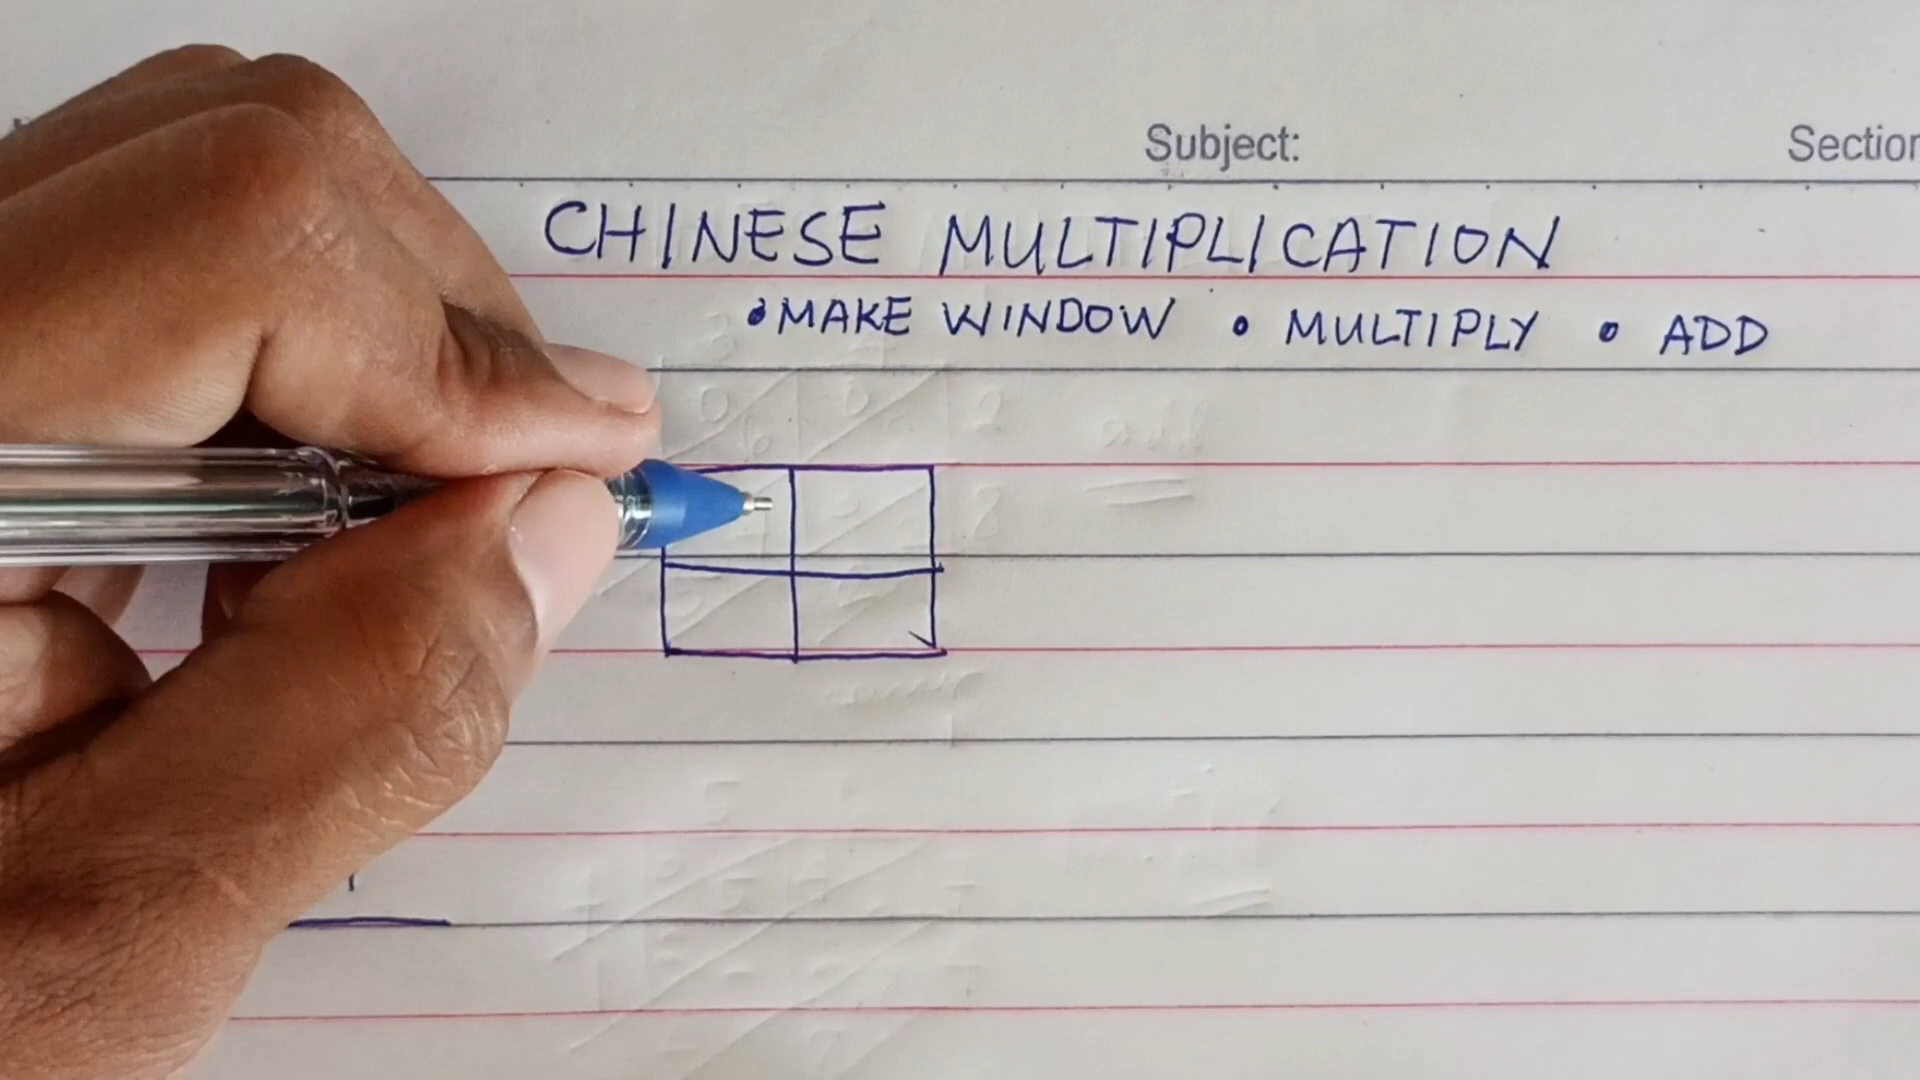 Subject: Section
CHINESE MULTIPLICATION
• MAKE WINDOW • MULTIPLY • ADD